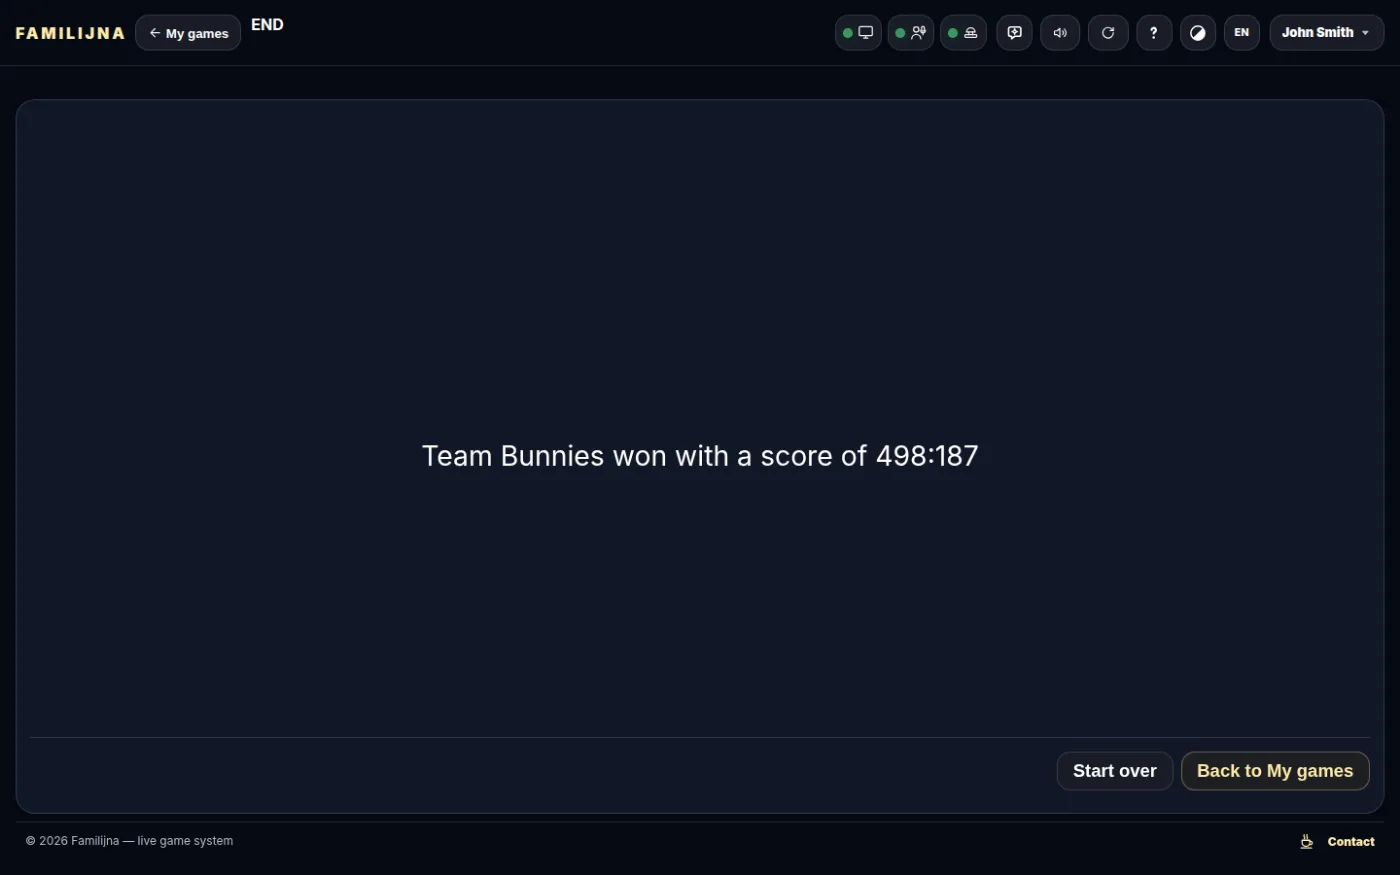 FAMILIJNA
← My games
END
?
EN
John Smith
Team Bunnies won with a score of 498:187
Start over
Back to My games
© 2026 Familijna — live game system
Contact